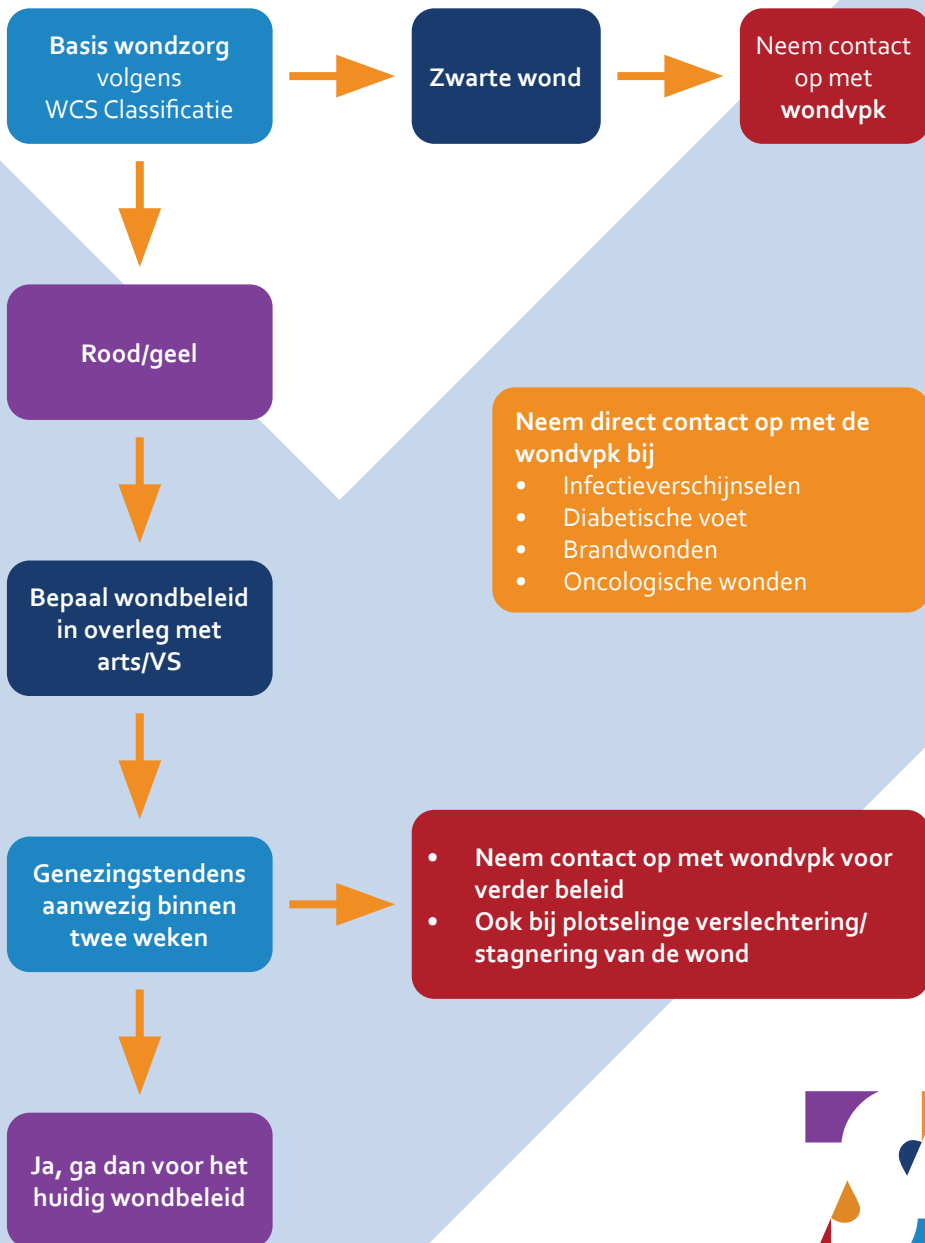 Basis wondzorg
volgens
WCS Classificatie
Zwarte wond
Neem contact
op met
wondvpk
Rood/geel
Neem direct contact op met de
wondvpk bij
• Infectieverschijnselen
• Diabetische voet
• Brandwonden
• Oncologische wonden
Bepaal wondbeleid
in overleg met
arts/VS
Genezingstendens
aanwezig binnen
twee weken
• Neem contact op met wondvpk voor
verder beleid
• Ook bij plotselinge verslechtering/
stagnering van de wond
Ja, ga dan voor het
huidig wondbeleid